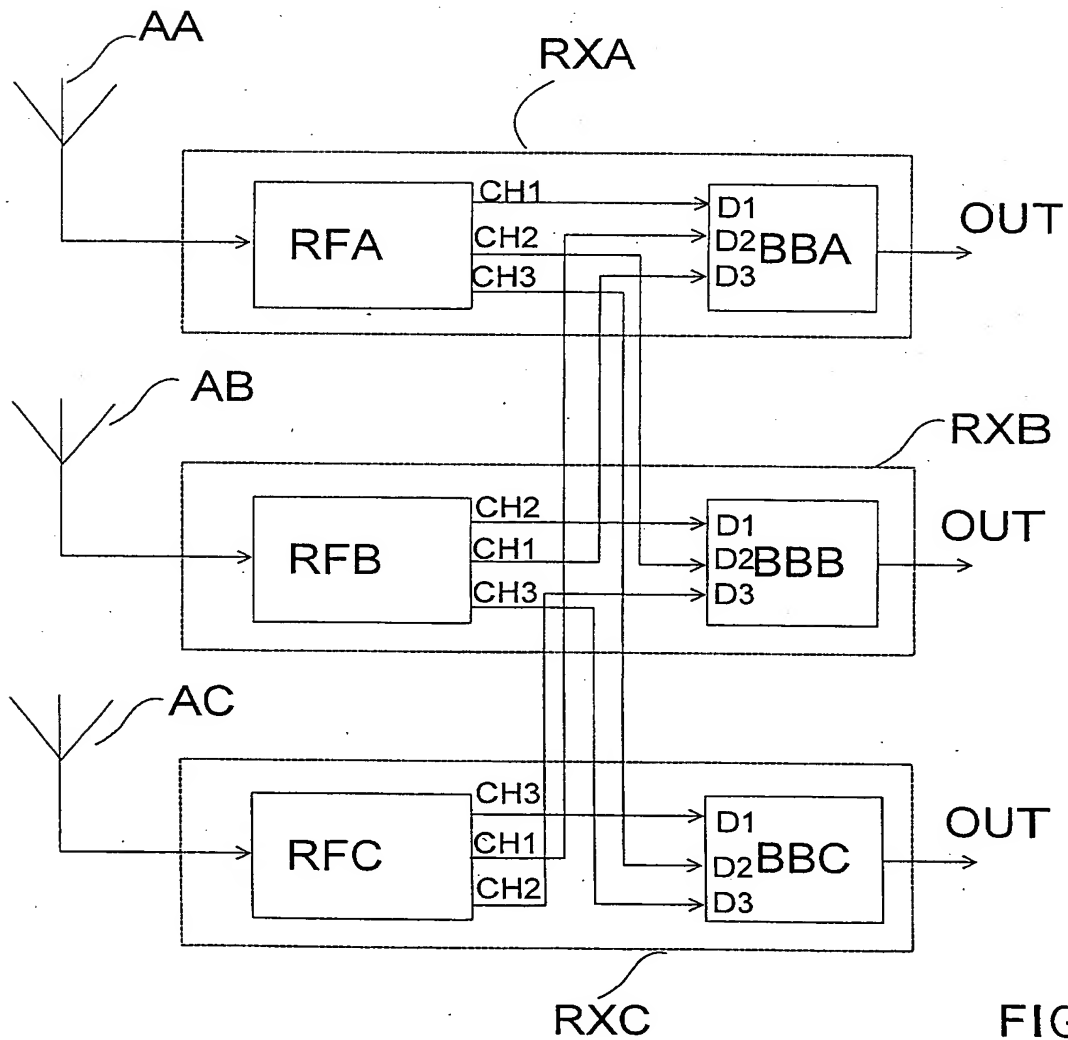 AA
RXA
RFA
CH1
CH2
CH3
D1
D2
D3
BBA
OUT
AB
RXB
RFB
CH2
CH1
CH3
D1
D2
D3
BBB
OUT
AC
RFC
CH3
CH1
CH2
D1
D2
D3
BBC
OUT
RXC
FIG